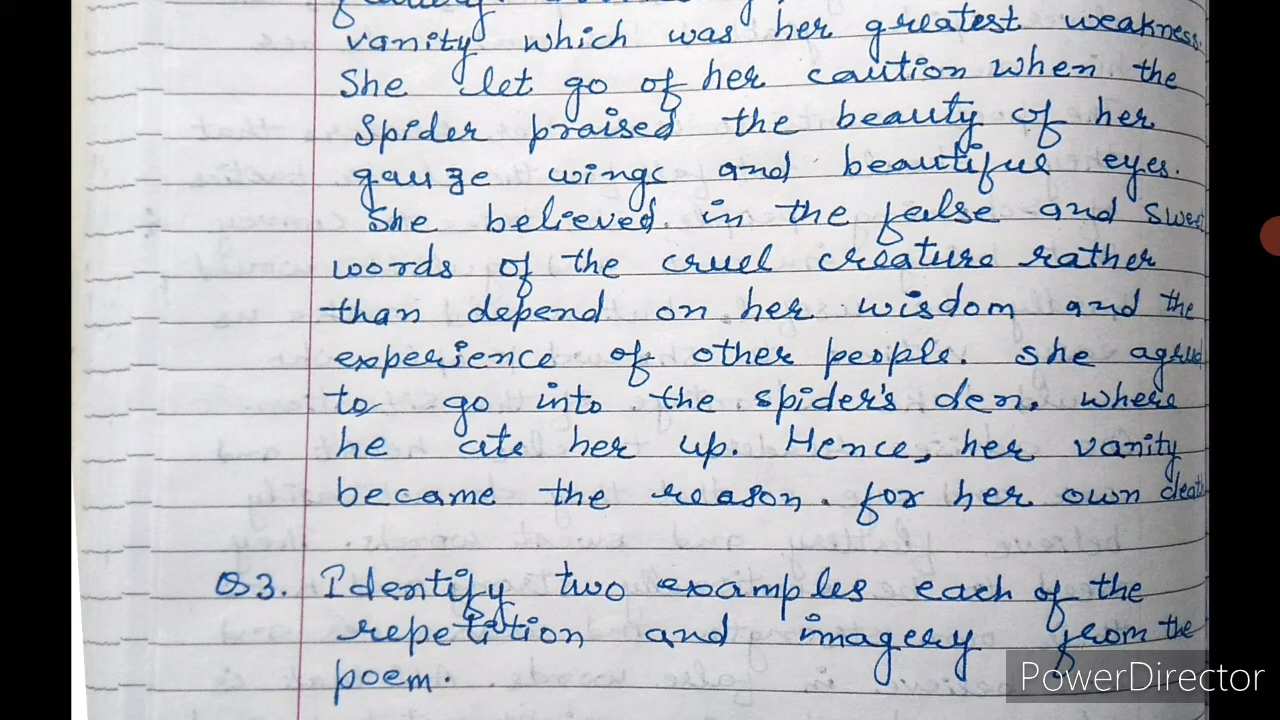 vanity which was her greatest weakness.
She let go of her caution when the
Spider praised the beauty of her
gauze wings and beautiful eyes.
She believed in the false and swee
words of the cruel creature rather
than depend on her wisdom and the
experience of other people. She agreed
to go into the spider's den, where
he ate her up. Hence, her vanity
became the reason for her own death
Q3. Identify two examples each of the
repetition and imagery from the
poem.
PowerDirector